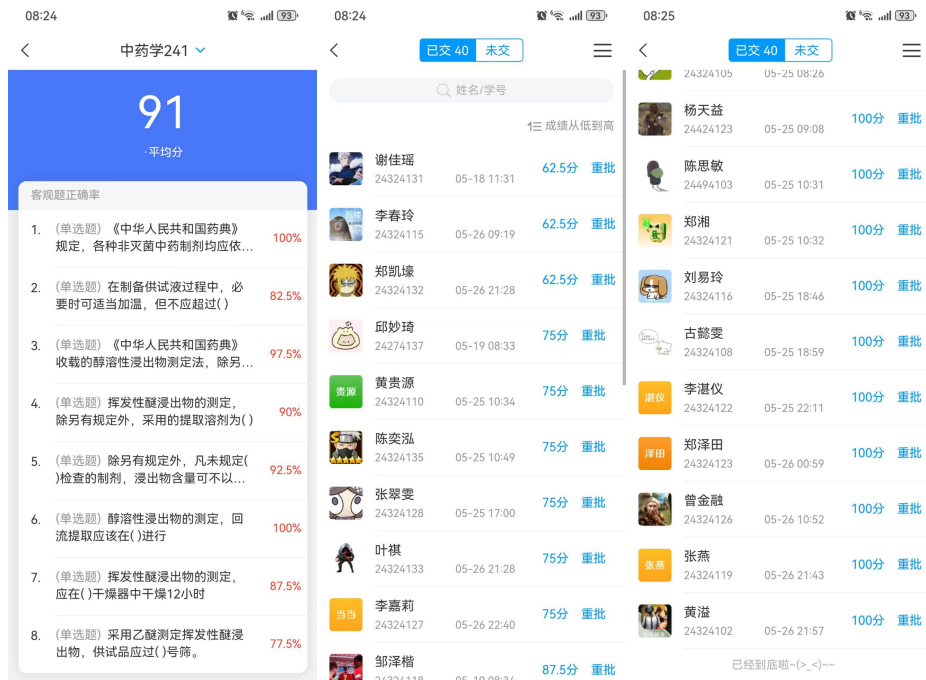 08:24
93
中药学241
91
·平均分
客观题正确率
1. (单选题) 《中华人民共和国药典》
规定，各种非灭菌中药制剂均应依...
100%
2. (单选题) 在制备供试液过程中，必
要时可适当加温，但不应超过( )
82.5%
3. (单选题) 《中华人民共和国药典》
收载的醇溶性浸出物测定法，除另...
97.5%
4. (单选题) 挥发性醚浸出物的测定，
除另有规定外，采用的提取溶剂为( )
90%
5. (单选题) 除另有规定外，凡未规定(
)检查的制剂，浸出物含量可不以...
92.5%
6. (单选题) 醇溶性浸出物的测定，回
流提取应该在( )进行
100%
7. (单选题) 挥发性醚浸出物的测定，
应在( )干燥器中干燥12小时
87.5%
8. (单选题) 采用乙醚测定挥发性醚浸
出物，供试品应过( )号筛。
77.5%
08:24
93
已交 40 未交
姓名/学号
成绩从低到高
谢佳瑶
24324131 05-18 11:31
62.5分 重批
李春玲
24324115 05-26 09:19
62.5分 重批
郑凯壕
24324132 05-26 21:28
62.5分 重批
邱妙琦
24274137 05-19 08:33
75分 重批
贵源
黄贵源
24324110 05-25 10:34
75分 重批
陈奕泓
24324135 05-25 10:49
75分 重批
张翠雯
24324128 05-25 17:00
75分 重批
叶祺
24324133 05-26 21:28
75分 重批
当当
李嘉莉
24324127 05-26 22:40
75分 重批
邹泽楷
24324118 05-19 08:34
87.5分 重批
08:25
93
已交 40 未交
24324105 05-25 08:26
杨天益
24424123 05-25 09:08
100分 重批
陈思敏
24494103 05-25 10:31
100分 重批
郑湘
24324121 05-25 10:32
100分 重批
刘易玲
24324116 05-25 18:46
100分 重批
古懿雯
24324108 05-25 18:59
100分 重批
湛仪
李湛仪
24324122 05-25 22:11
100分 重批
泽田
郑泽田
24324123 05-26 00:59
100分 重批
曾金融
24324126 05-26 10:52
100分 重批
张燕
张燕
24324119 05-26 21:43
100分 重批
黄溢
24324102 05-26 21:57
100分 重批
已经到底啦~(>_<)~~